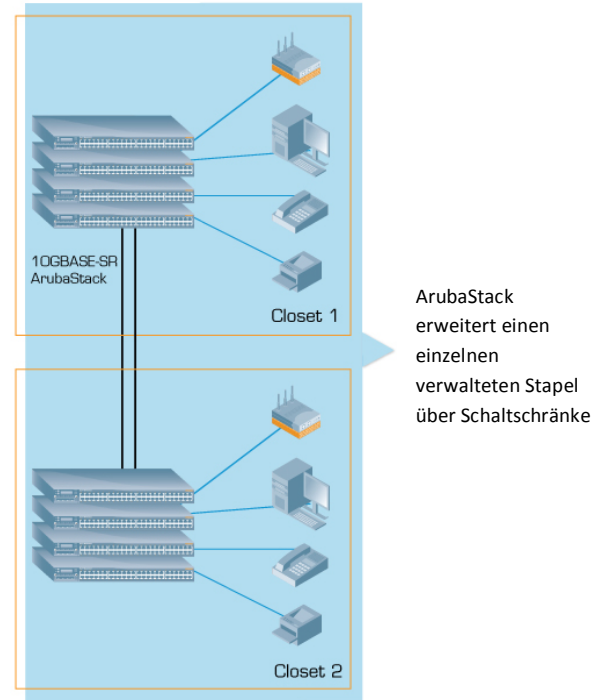 10GBASE-SR
ArubaStack
Closet 1
ArubaStack
erweitert einen
einzelnen
verwalteten Stapel
über Schaltschränke
Closet 2